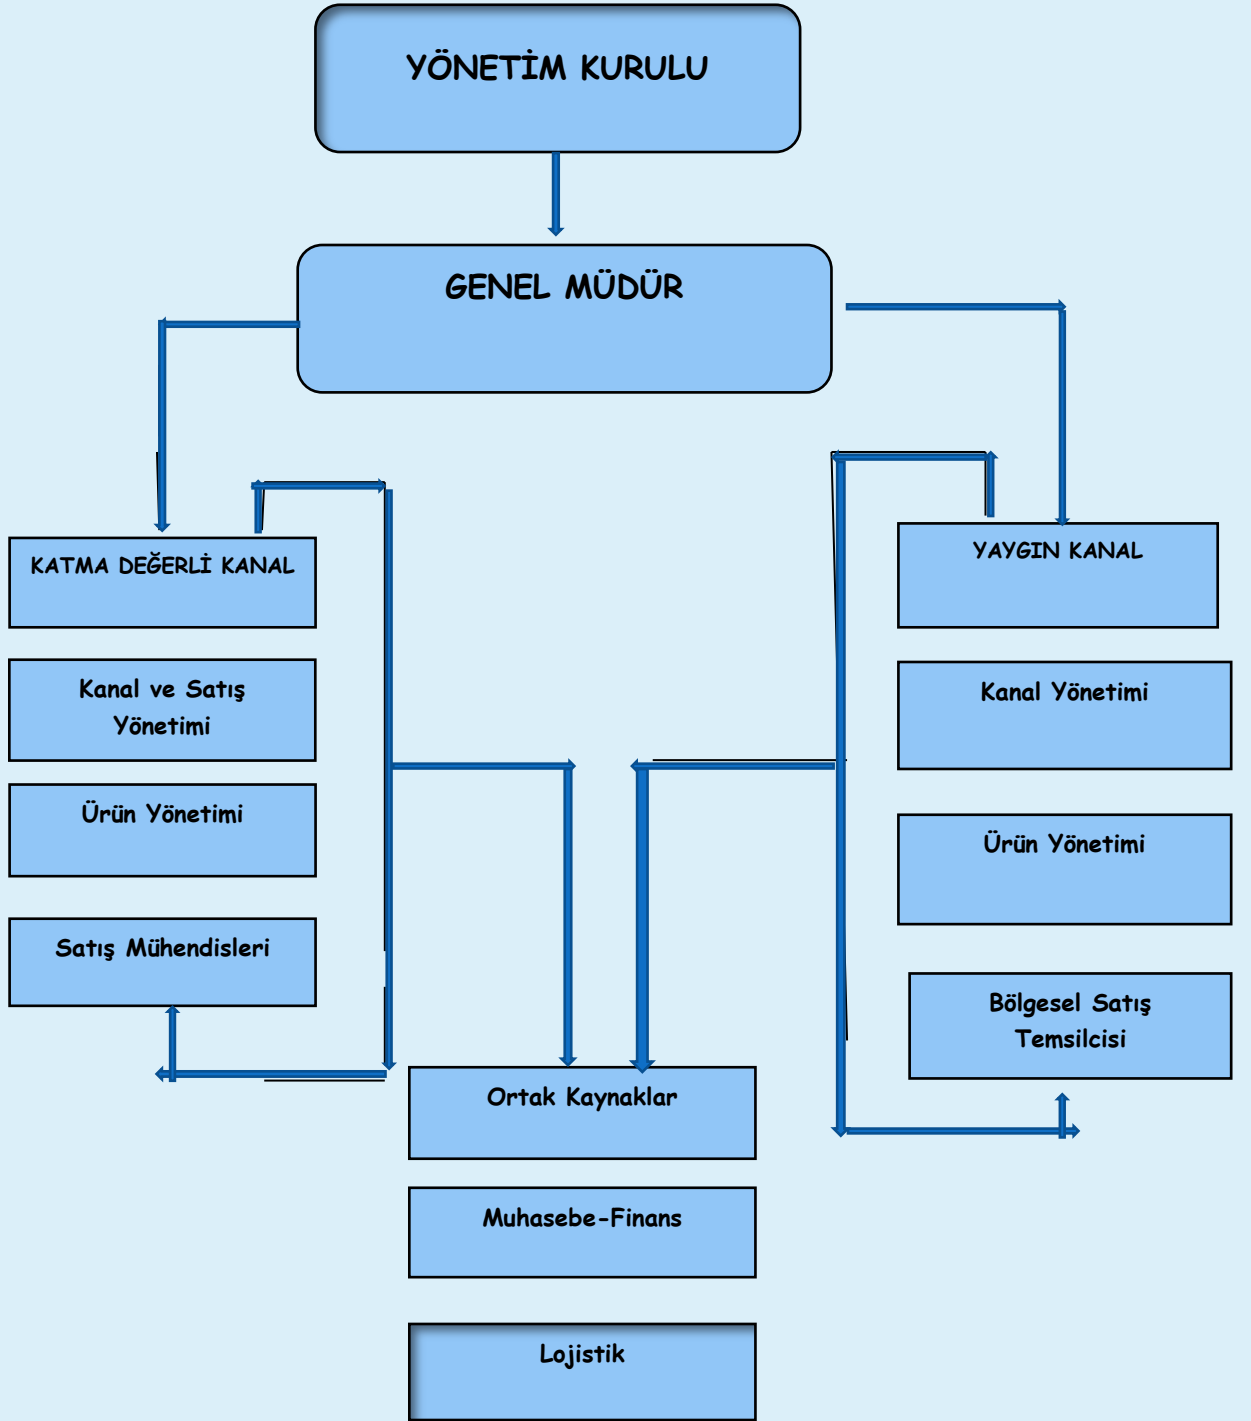 YÖNETİM KURULU
GENEL MÜDÜR
KATMA DEĞERLİ KANAL
Kanal ve Satış
Yönetimi
Ürün Yönetimi
Satış Mühendisleri
YAYGIN KANAL
Kanal Yönetimi
Ürün Yönetimi
Bölgesel Satış
Temsilcisi
Ortak Kaynaklar
Muhasebe-Finans
Lojistik